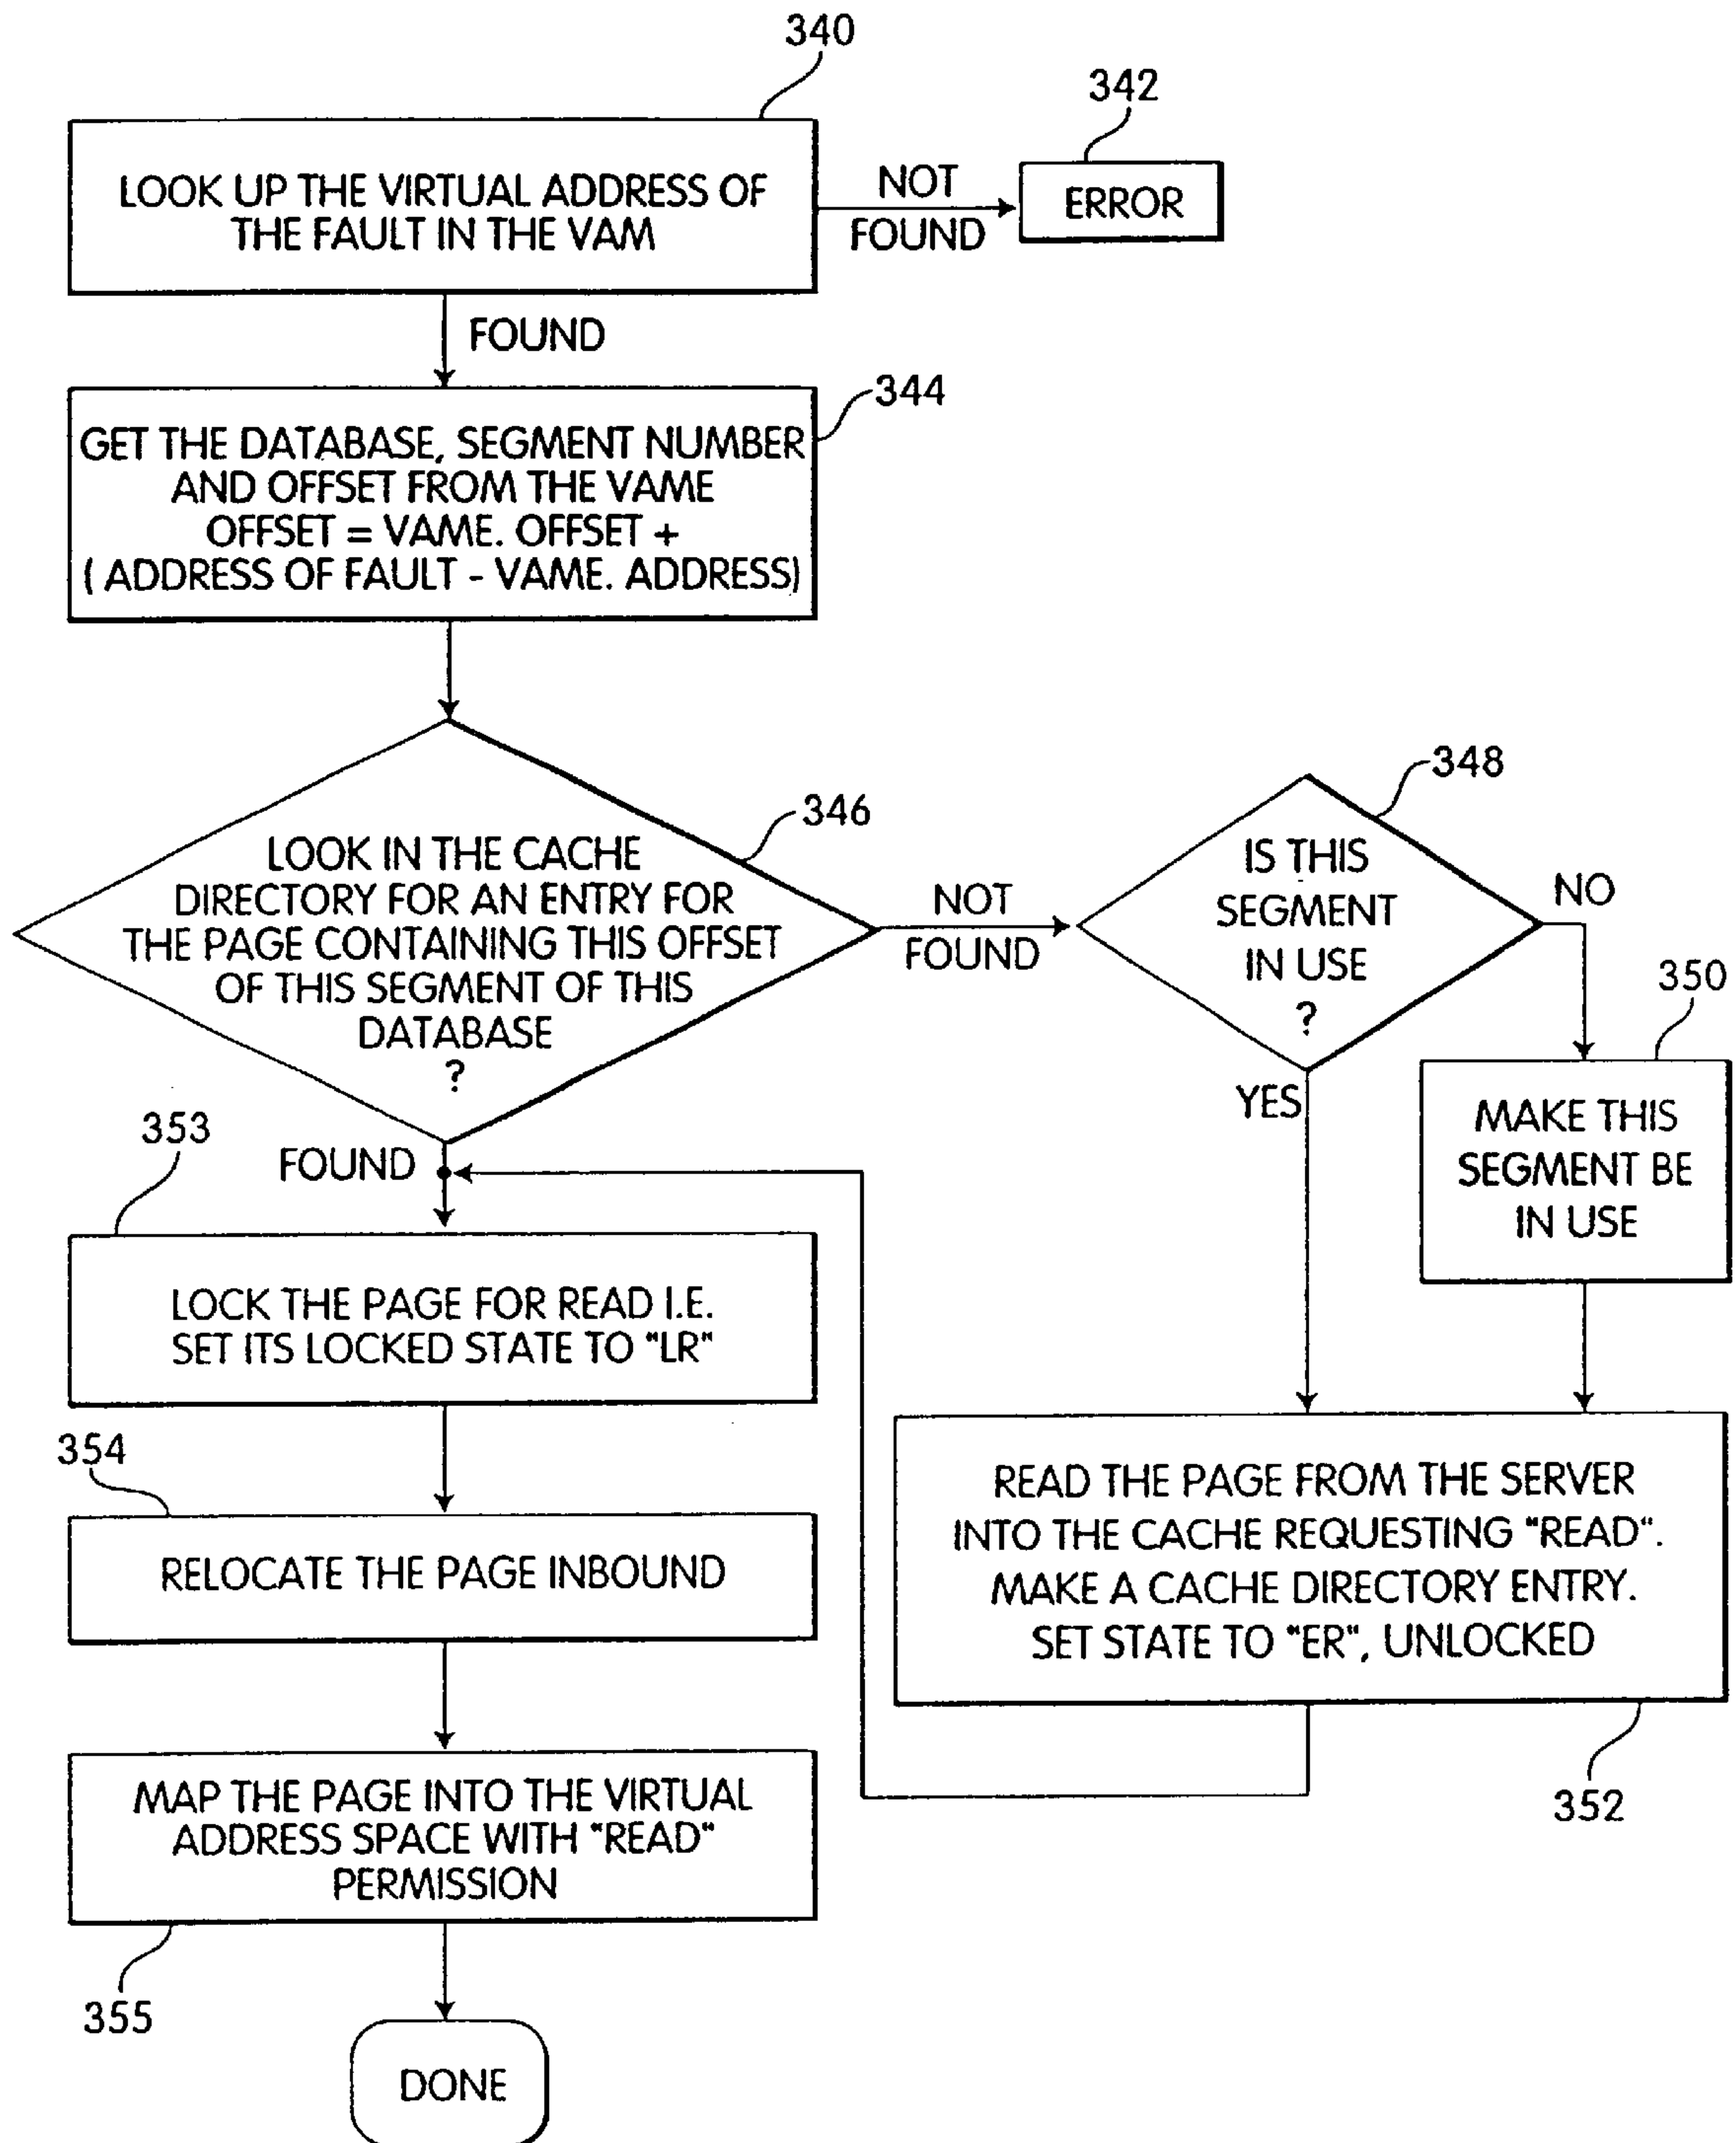 340
342
LOOK UP THE VIRTUAL ADDRESS OF
THE FAULT IN THE VAM
NOT
FOUND
ERROR
FOUND
344
GET THE DATABASE, SEGMENT NUMBER
AND OFFSET FROM THE VAME
OFFSET = VAME. OFFSET +
( ADDRESS OF FAULT - VAME. ADDRESS)
346
LOOK IN THE CACHE
DIRECTORY FOR AN ENTRY FOR
THE PAGE CONTAINING THIS OFFSET
OF THIS SEGMENT OF THIS
DATABASE
?
NOT
FOUND
348
IS THIS
SEGMENT
IN USE
?
NO
350
YES
MAKE THIS
SEGMENT BE
IN USE
353
FOUND
LOCK THE PAGE FOR READ I.E.
SET ITS LOCKED STATE TO "LR"
354
RELOCATE THE PAGE INBOUND
READ THE PAGE FROM THE SERVER
INTO THE CACHE REQUESTING "READ".
MAKE A CACHE DIRECTORY ENTRY.
SET STATE TO "ER", UNLOCKED
352
MAP THE PAGE INTO THE VIRTUAL
ADDRESS SPACE WITH "READ"
PERMISSION
355
DONE